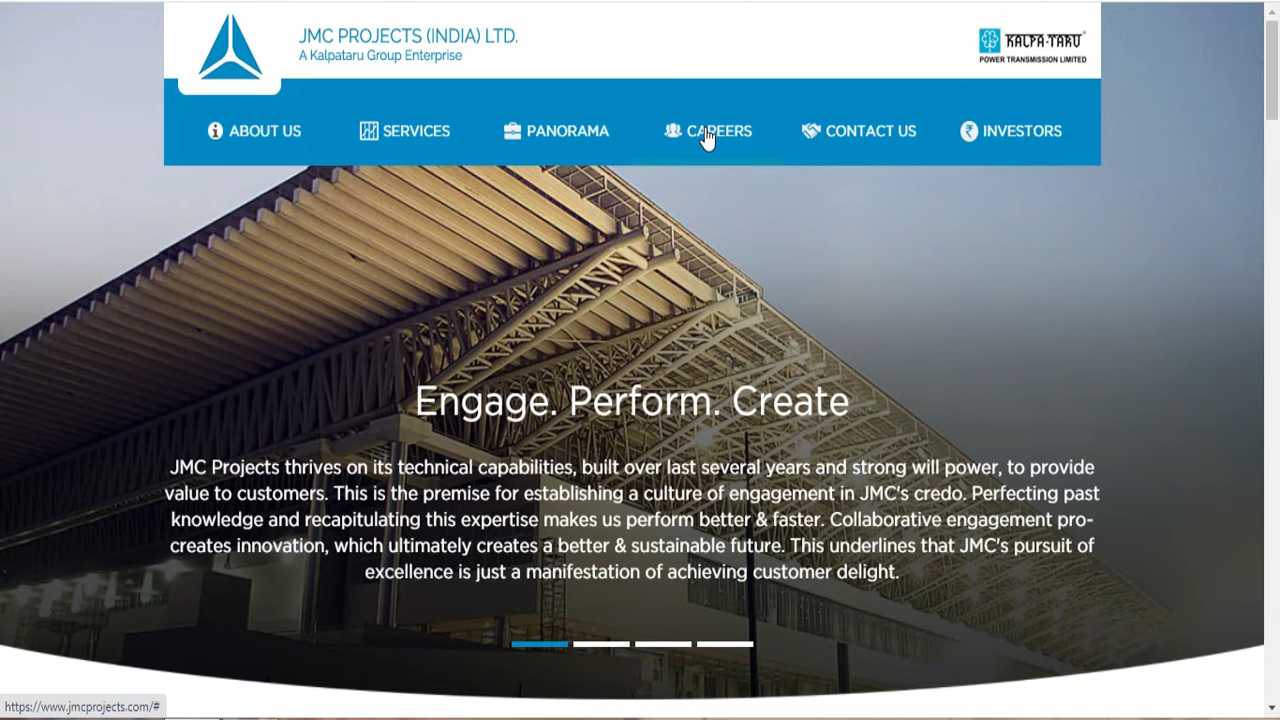 JMC PROJECTS (INDIA) LTD.
A Kalpataru Group Enterprise
KALPA-TARU
POWER TRANSMISSION LIMITED
ABOUT US
SERVICES
PANORAMA
CAREERS
CONTACT US
INVESTORS
Engage. Perform. Create
JMC Projects thrives on its technical capabilities, built over last several years and strong will power, to provide
value to customers. This is the premise for establishing a culture of engagement in JMC's credo. Perfecting past
knowledge and recapitulating this expertise makes us perform better & faster. Collaborative engagement pro-
creates innovation, which ultimately creates a better & sustainable future. This underlines that JMC's pursuit of
excellence is just a manifestation of achieving customer delight.
https://www.jmcprojects.com/#